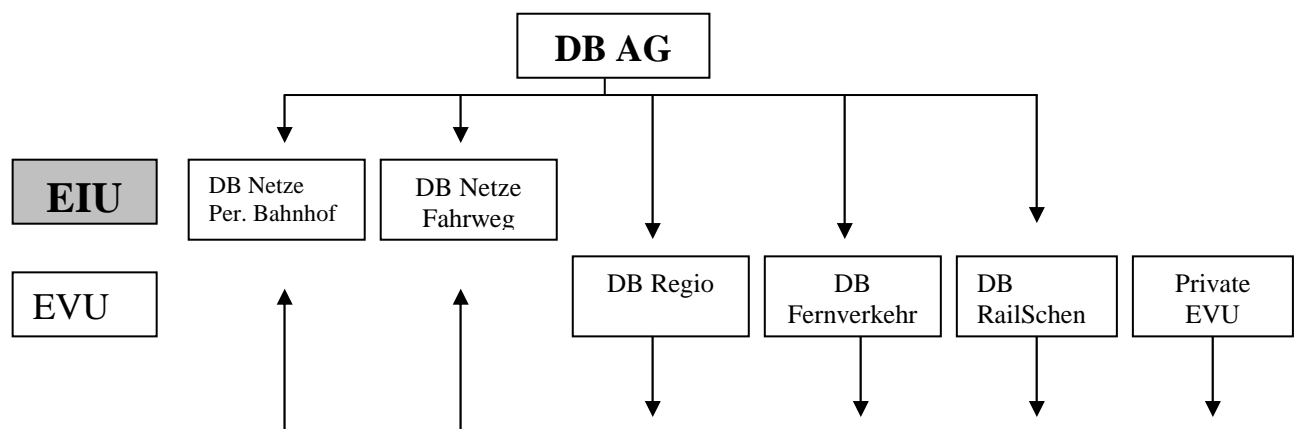 DB AG
EIU
DB Netze
Per. Bahnhof
DB Netze
Fahrweg
EVU
DB Regio
DB
Fernverkehr
DB
RailSchen
Private
EVU